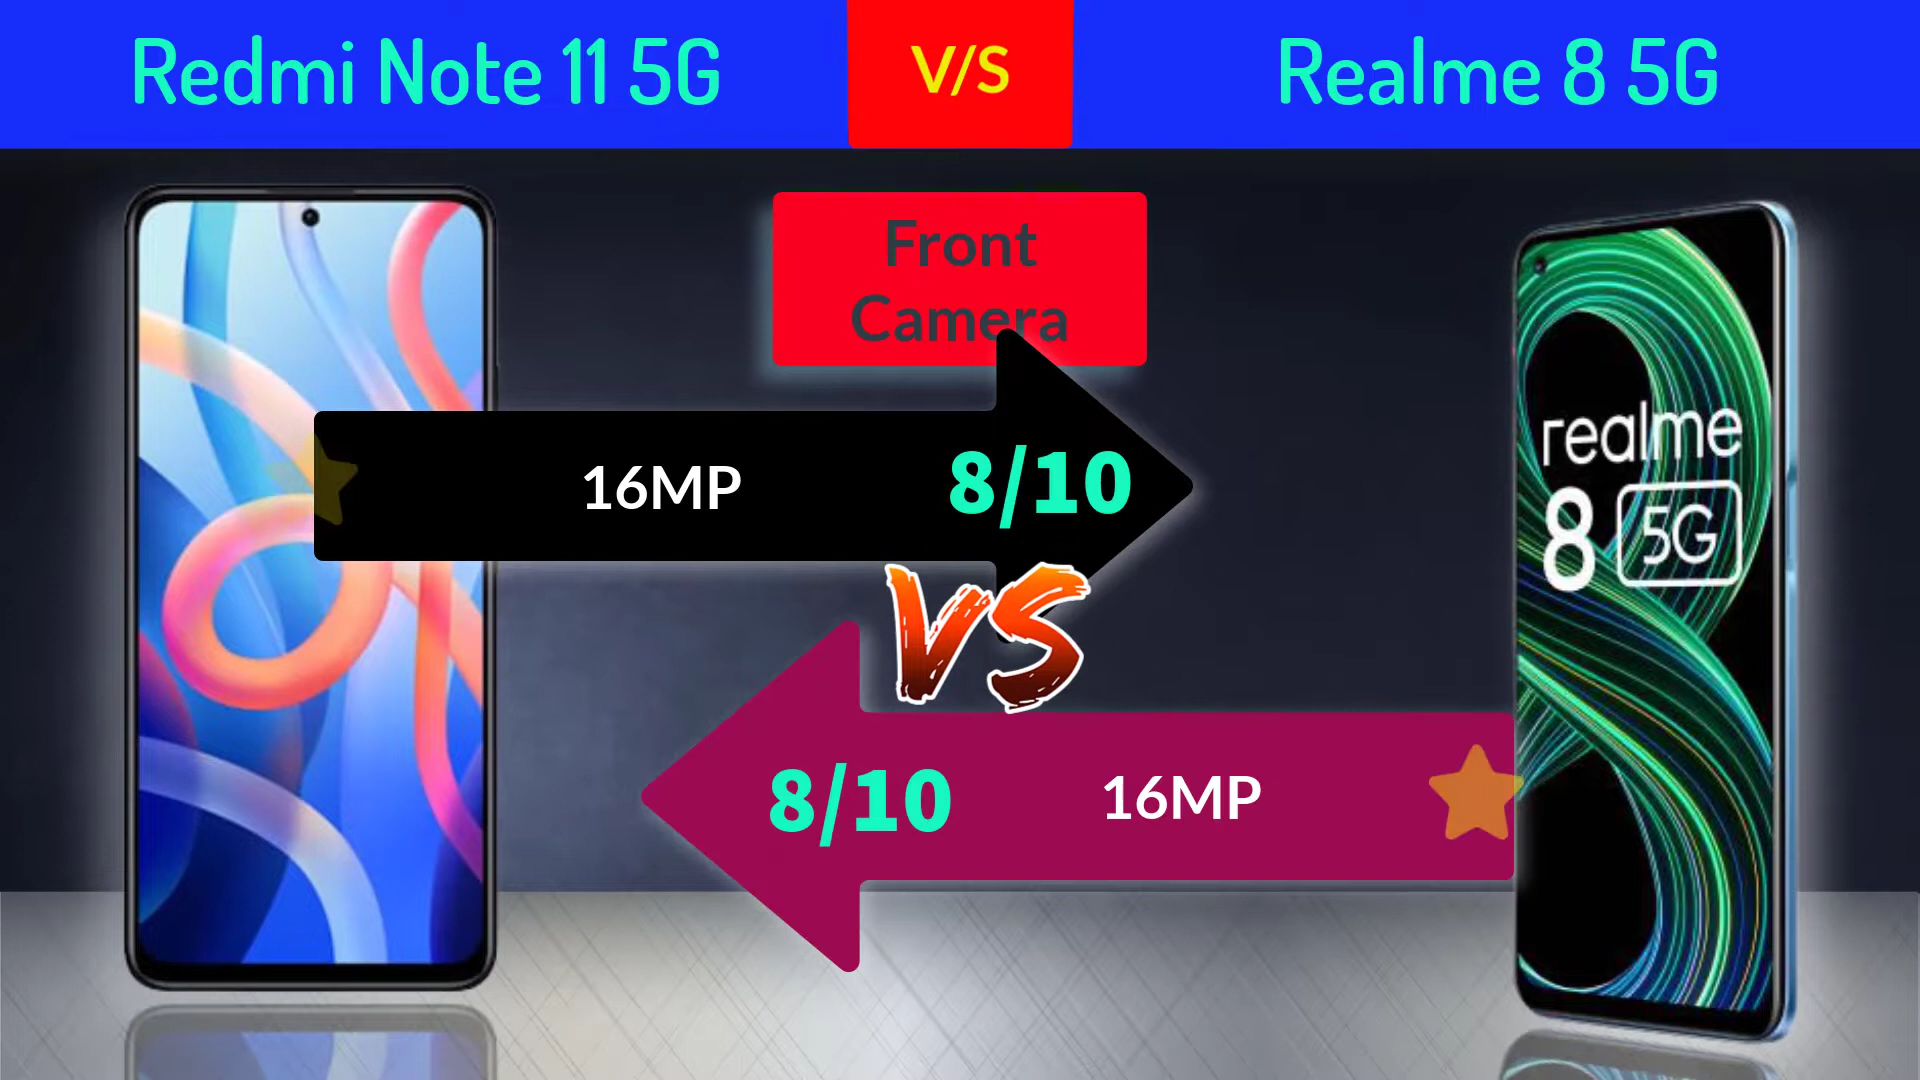 Redmi Note 11 5G
V/S
Realme 8 5G
Front
Camera
16MP
8/10
VS
8/10
16MP
realme
8 5G